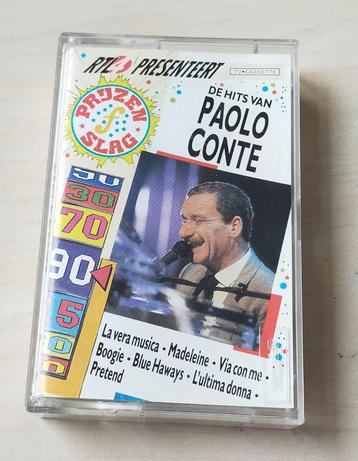 RTL4 PRESENTEERT
TV•CASSETTE
PRIJZEN
f
SLAG
DE HITS VAN
PAOLO
CONTE
30
70
90
5
La vera musica • Madeleine • Via con me •
Boogie • Blue Haways • L'ultima donna •
Pretend